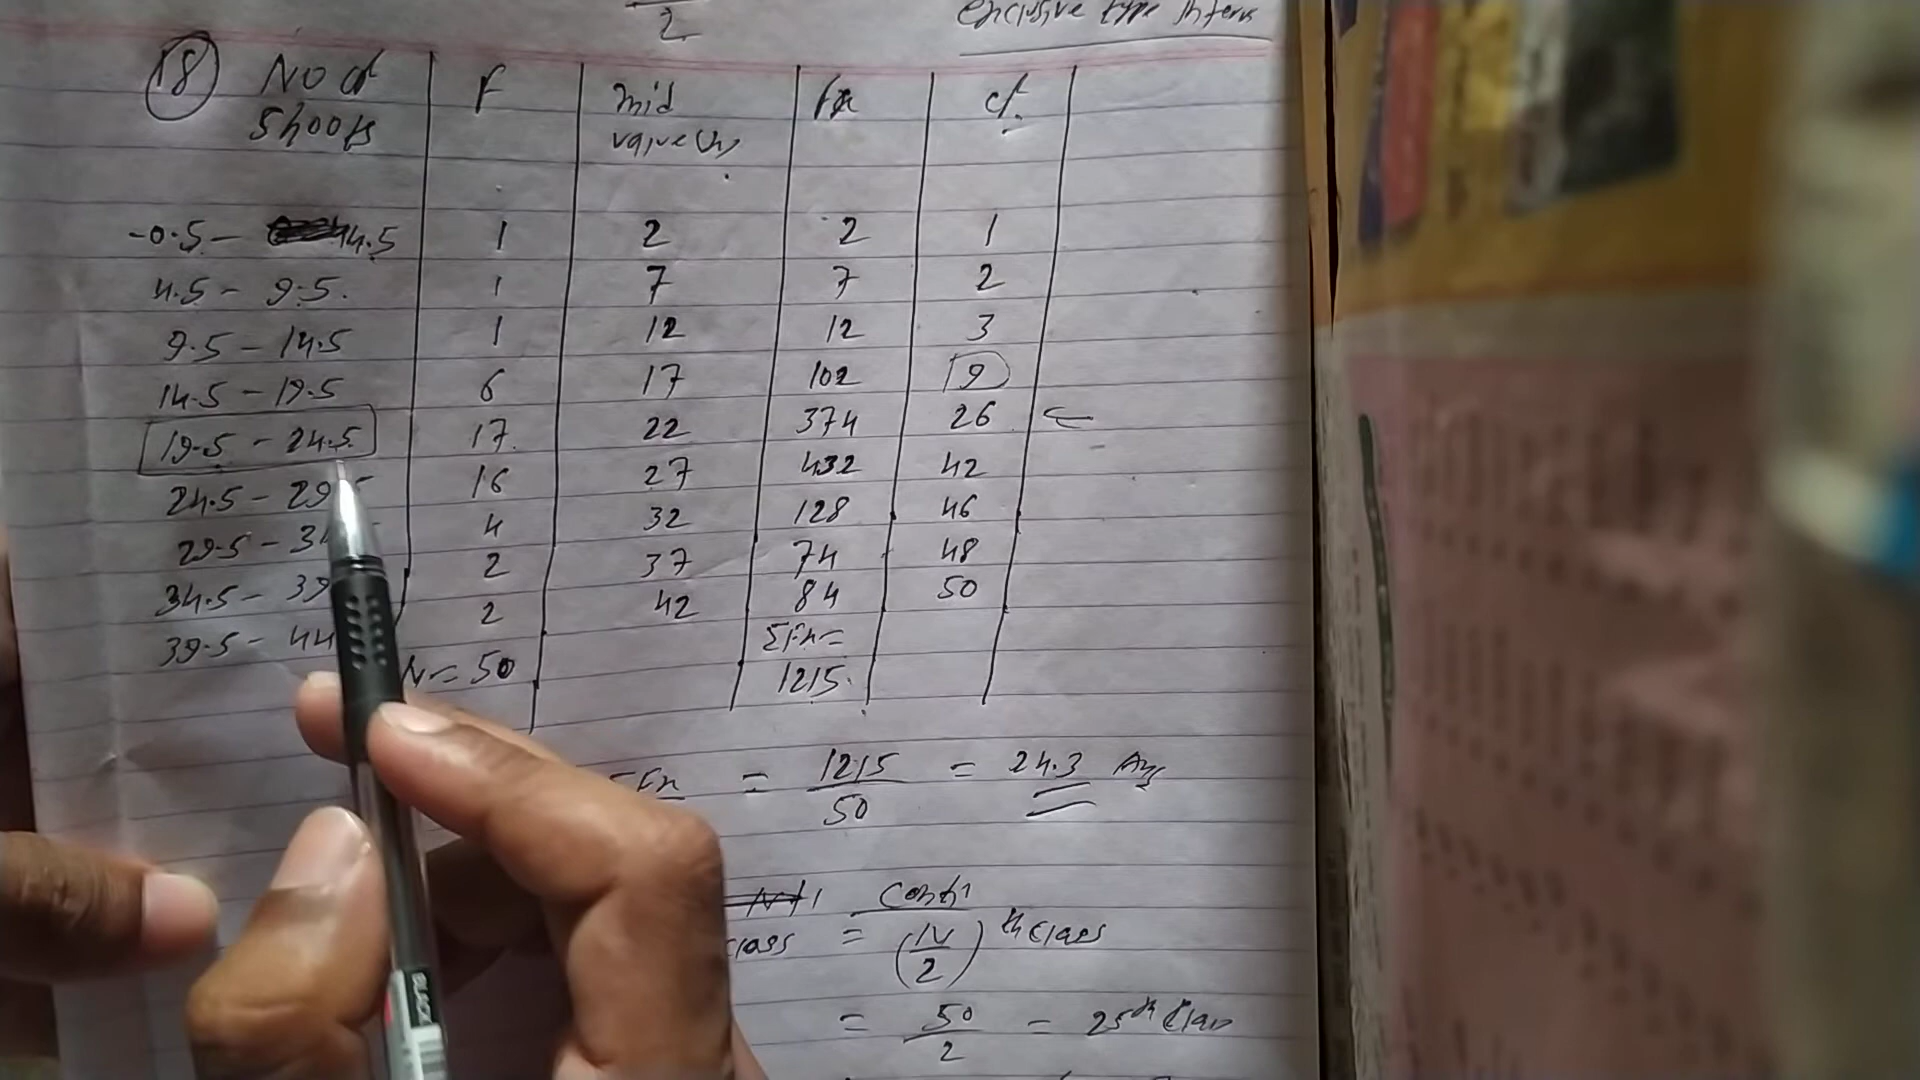 2
exclusive type
18 No of shoots F mid value(x) fx cf.
-0.5 - 4.5 1 2 2 1
4.5 - 9.5. 1 7 7 2
9.5 - 14.5 1 12 12 3
14.5 - 19.5 6 17 102 9
19.5 - 24.5 17. 22 374 26
24.5 - 29.5 16 27 432 42
29.5 - 4 32 128 46
34.5 - 39 2 37 74 48
39.5 - 44 2 42 84 50
N = 50 Σfx =
1215.
= 1215/50 = 24.3 Ans
class = (N/2)th class
= 50/2 = 25th class